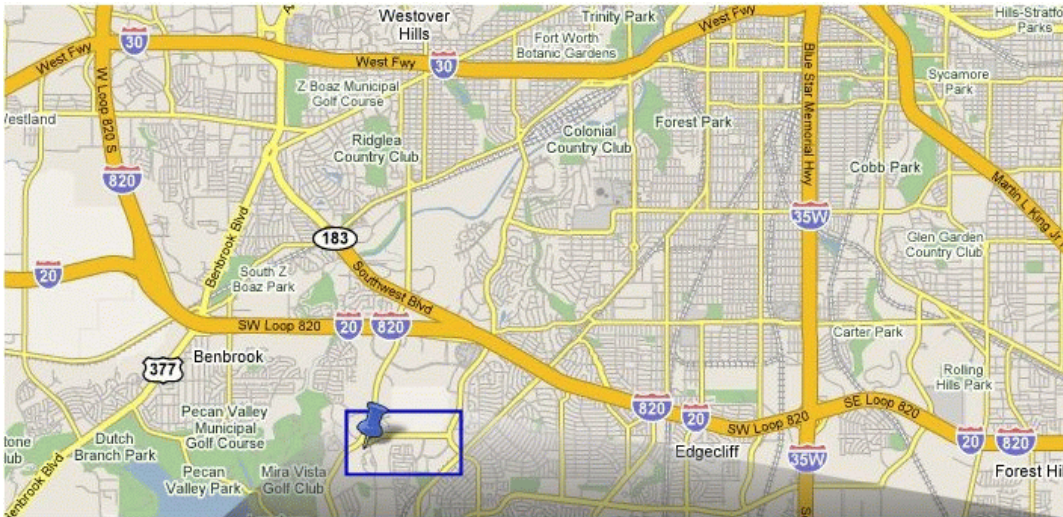 Westover
Hills
Trinity Park
Hills-Stratfo
Parks
30
West Fwy
Fort Worth
Botanic Gardens
West Fwy
30
W Loop 820 S
Z Boaz Municipal
Golf Course
Blue Star Memorial Hwy
Sycamore
Park
Westland
Ridglea
Country Club
Colonial
Country Club
Forest Park
820
Cobb Park
Martin L King Jr
Benbrook Blvd
35W
183
Glen Garden
Country Club
20
South Z
Boaz Park
Southwest Blvd
SW Loop 820
20
820
Carter Park
Benbrook
377
Rolling
Hills Park
820
20
SE Loop 820
SW Loop 820
Pecan Valley
Municipal
Golf Course
Dutch
Branch Park
Edgecliff
20
820
35W
Forest Hi
Pecan
Valley Park
Mira Vista
Golf Club
Benbrook Blvd